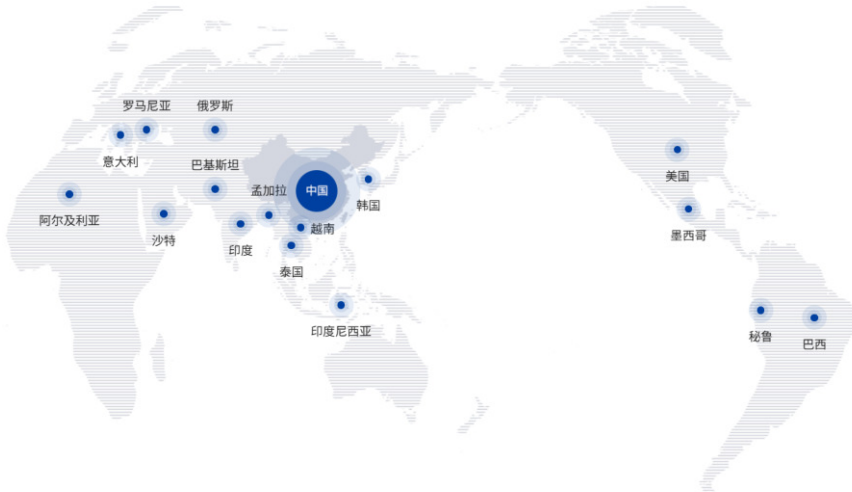 罗马尼亚
俄罗斯
意大利
巴基斯坦
美国
孟加拉
中国
韩国
阿尔及利亚
沙特
印度
越南
墨西哥
泰国
印度尼西亚
秘鲁
巴西